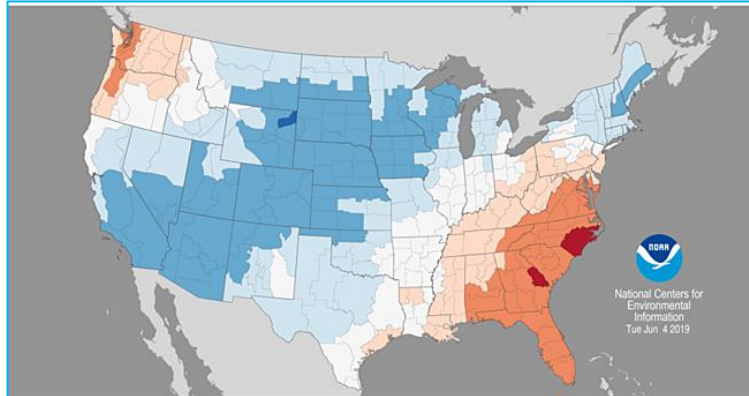 NOAA
National Centers for
Environmental
Information
Tue Jun 4 2019